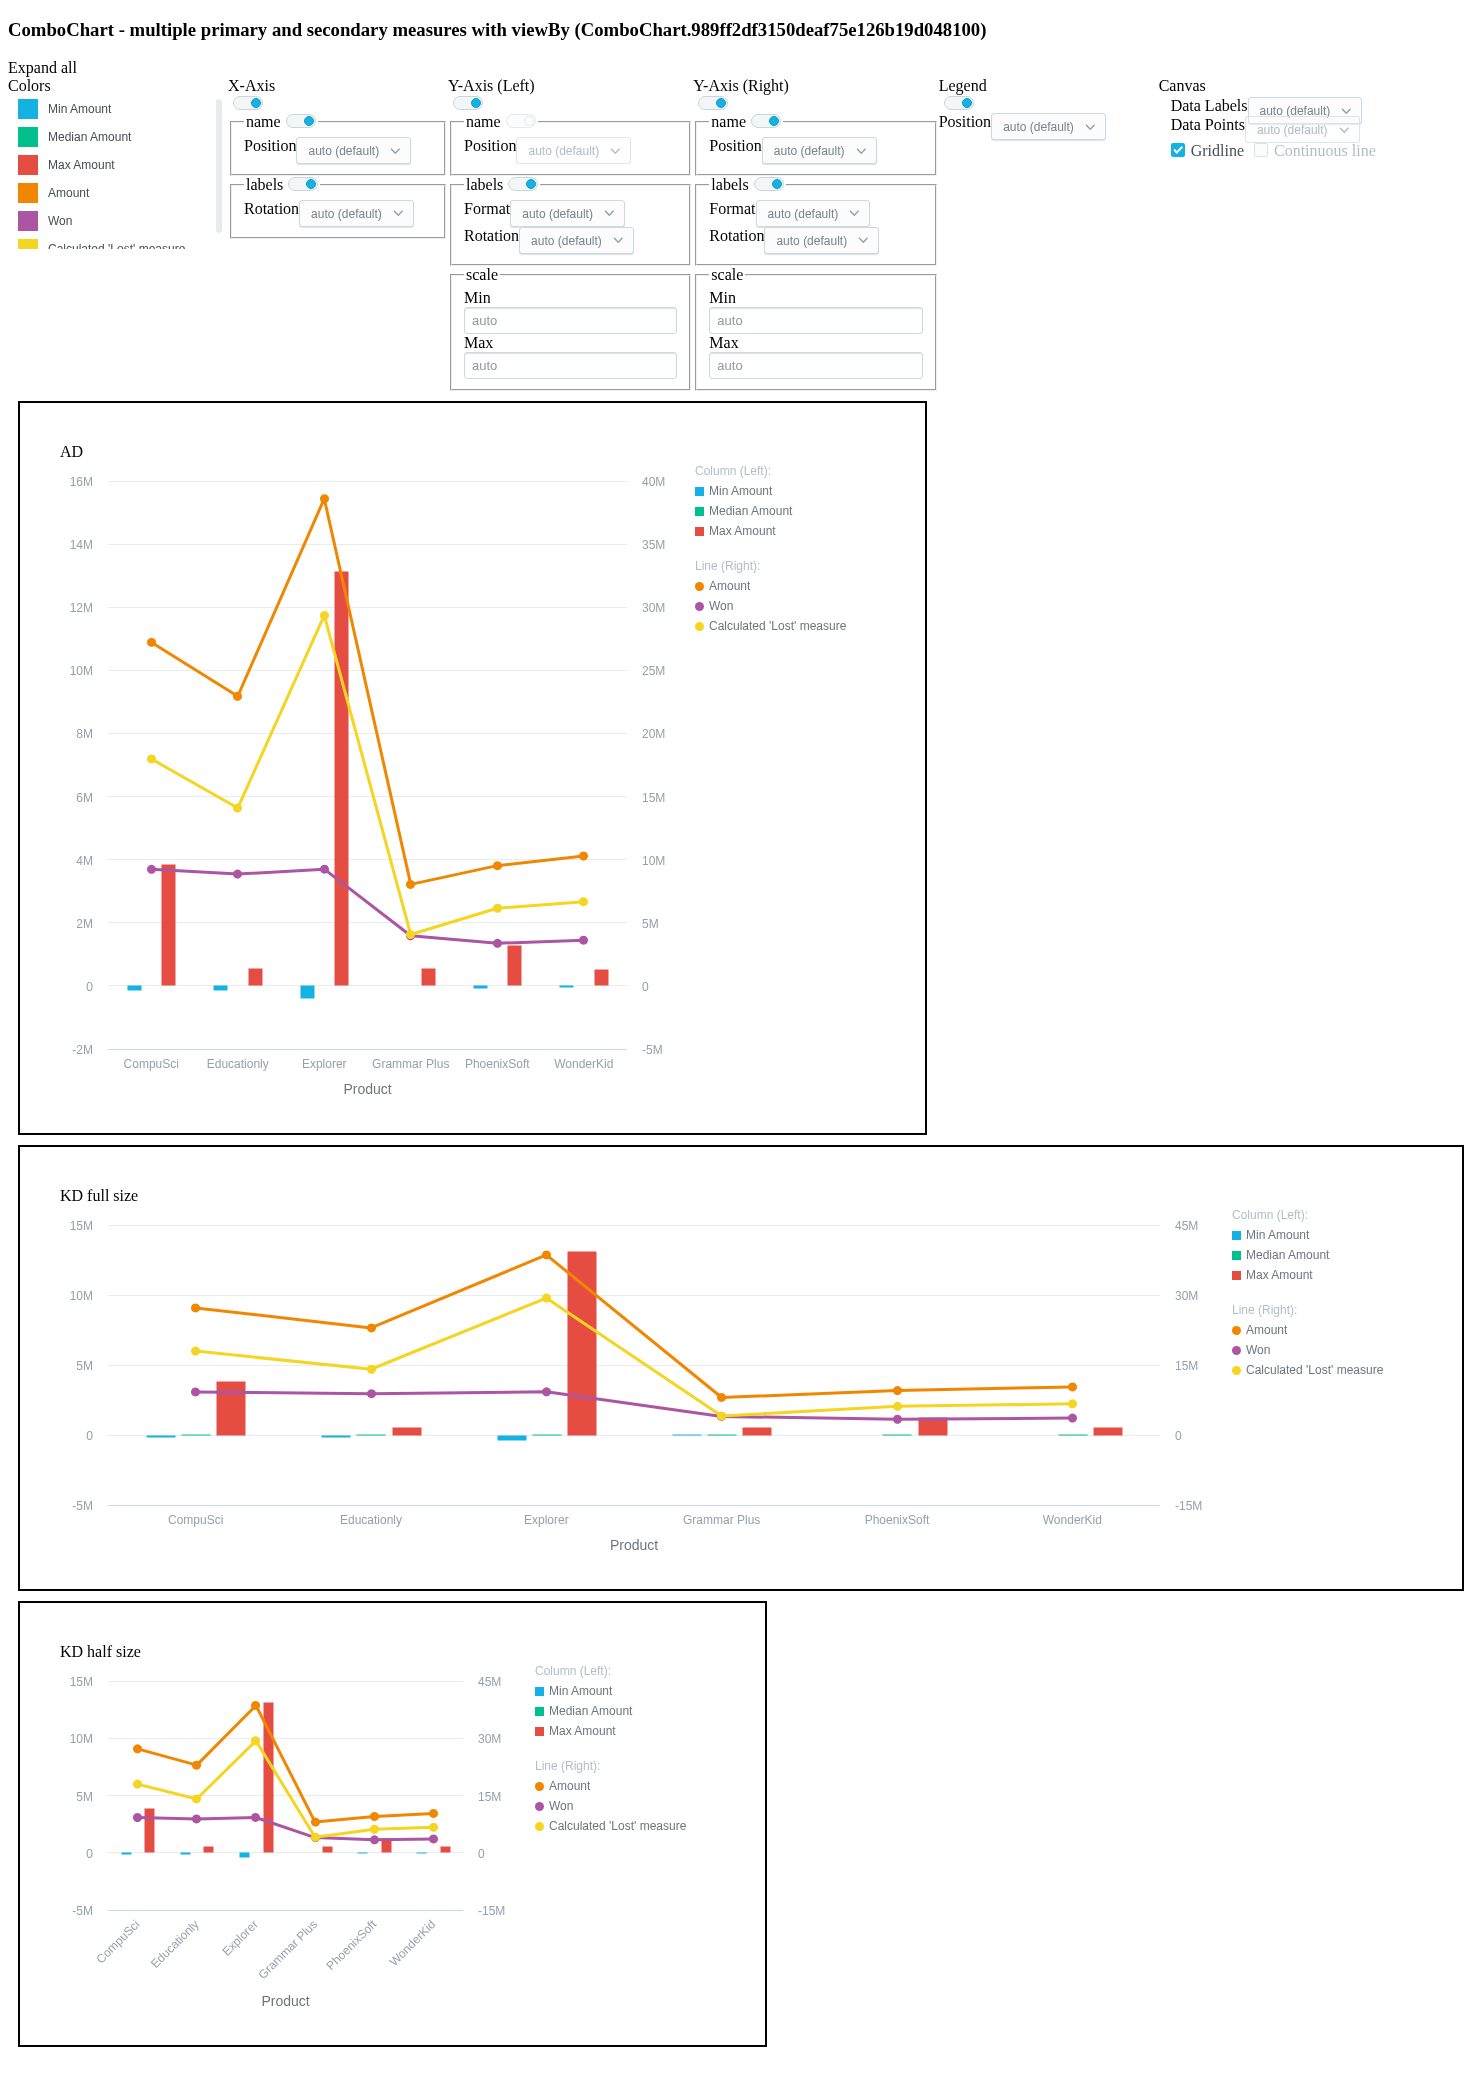 ComboChart - multiple primary and secondary measures with viewBy (ComboChart.989ff2df3150deaf75e126b19d048100)
Expand all
Colors
Min Amount
Median Amount
Max Amount
Amount
Won
Calculated 'Lost' measure
X-Axis
name
Position auto (default)
labels
Rotation auto (default)
Y-Axis (Left)
name
Position auto (default)
labels
Format auto (default)
Rotation auto (default)
scale
Min
auto
Max
auto
Y-Axis (Right)
name
Position auto (default)
labels
Format auto (default)
Rotation auto (default)
scale
Min
auto
Max
auto
Legend
Position auto (default)
Canvas
Data Labels auto (default)
Data Points auto (default)
Gridline Continuous line
AD
16M
14M
12M
10M
8M
6M
4M
2M
0
-2M
40M
35M
30M
25M
20M
15M
10M
5M
0
-5M
CompuSci Educationly Explorer Grammar Plus PhoenixSoft WonderKid
Product
Column (Left):
Min Amount
Median Amount
Max Amount
Line (Right):
Amount
Won
Calculated 'Lost' measure
KD full size
15M
10M
5M
0
-5M
45M
30M
15M
0
-15M
CompuSci Educationly Explorer Grammar Plus PhoenixSoft WonderKid
Product
Column (Left):
Min Amount
Median Amount
Max Amount
Line (Right):
Amount
Won
Calculated 'Lost' measure
KD half size
15M
10M
5M
0
-5M
45M
30M
15M
0
-15M
CompuSci Educationly Explorer Grammar Plus PhoenixSoft WonderKid
Product
Column (Left):
Min Amount
Median Amount
Max Amount
Line (Right):
Amount
Won
Calculated 'Lost' measure